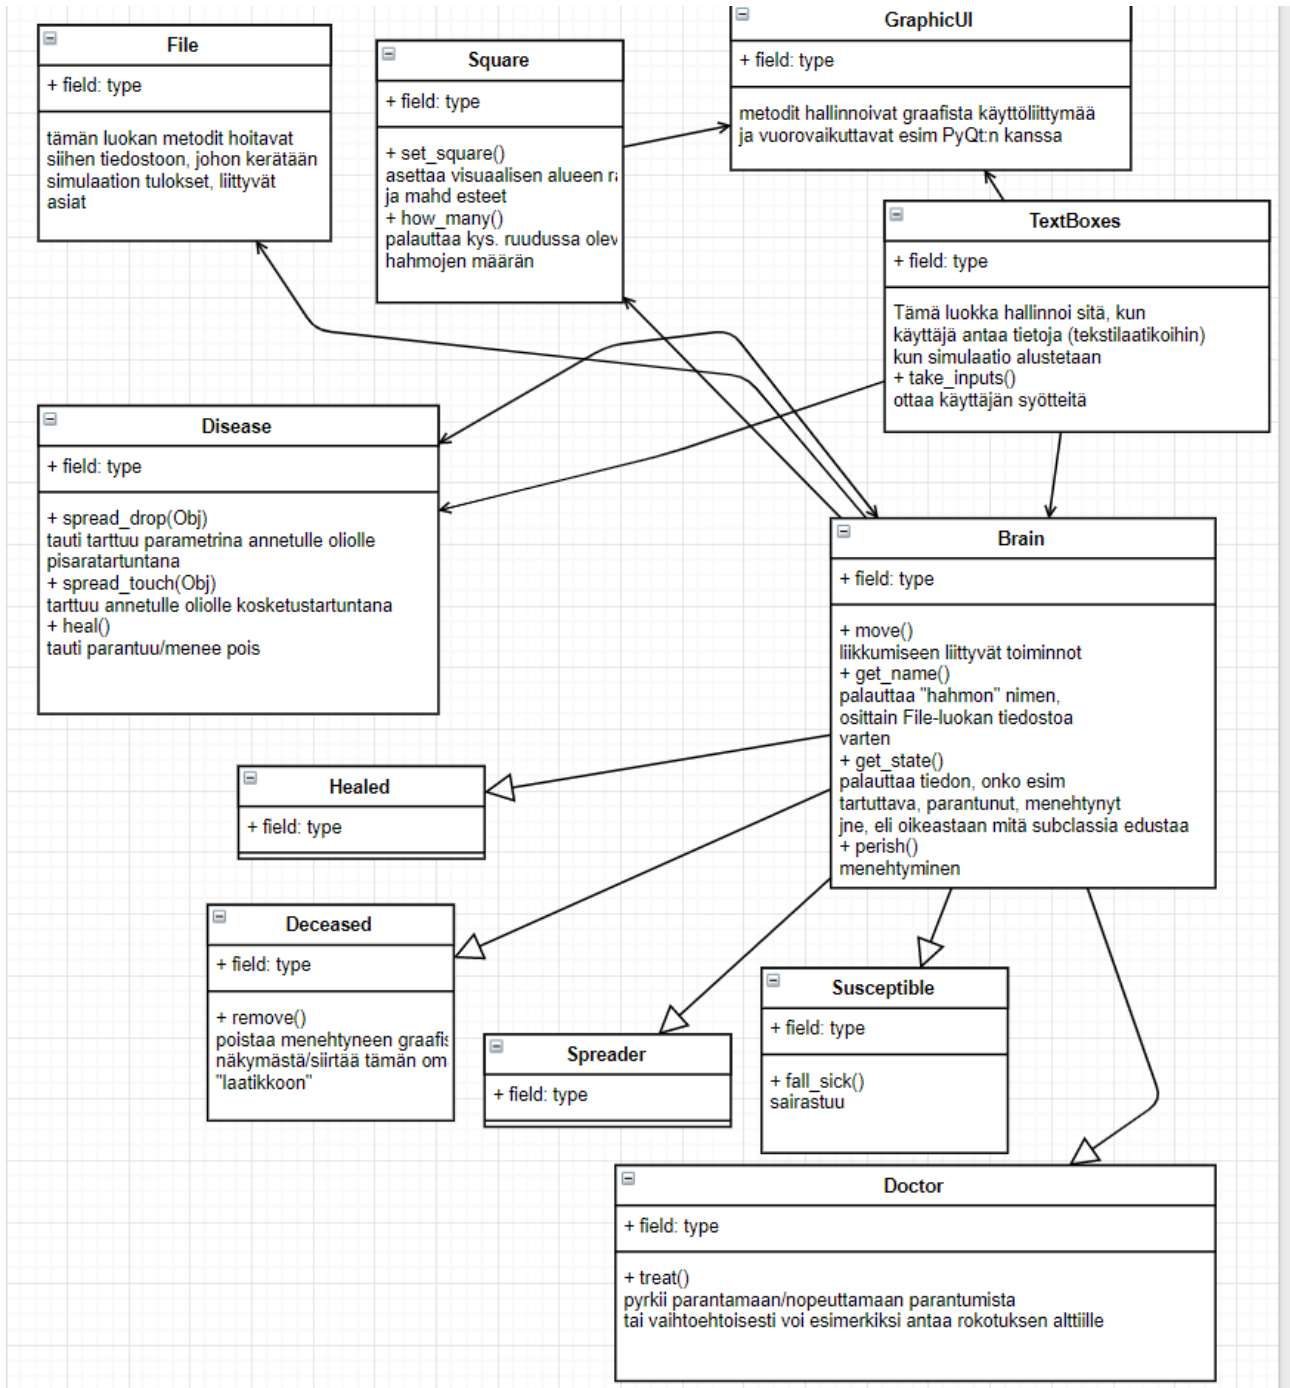 File
+ field: type
tämän luokan metodit hoitavat
siihen tiedostoon, johon kerätään
simulaation tulokset, liittyvät
asiat
Square
+ field: type
+ set_square()
asettaa visuaalisen alueen
ja mahd esteet
+ how_many()
palauttaa kys. ruudussa
hahmojen määrän
GraphicUI
+ field: type
metodit hallinnoivat graafista käyttöliittymää
ja vuorovaikuttavat esim PyQt:n kanssa
TextBoxes
+ field: type
Tämä luokka hallinnoi sitä, kun
käyttäjä antaa tietoja (tekstilaatikoihin)
kun simulaatio alustetaan
+ take_inputs()
ottaa käyttäjän syötteitä
Disease
+ field: type
+ spread_drop(Obj)
tauti tarttuu parametrina annetulle oliolle
pisaratartuntana
+ spread_touch(Obj)
tarttuu annetulle oliolle kosketustartuntana
+ heal()
tauti parantuu/menee pois
Brain
+ field: type
+ move()
liikkumiseen liittyvät toiminnot
+ get_name()
palauttaa "hahmon" nimen,
osittain File-luokan tiedostoa
varten
+ get_state()
palauttaa tiedon, onko esim
tartuttava, parantunut, menehtynyt
jne, eli oikeastaan mitä subclassia edustaa
+ perish()
menehtyminen
Healed
+ field: type
Deceased
+ field: type
+ remove()
poistaa menehtyneen
näkymästä/siirtää tämän
"laatikkoon"
Spreader
+ field: type
Susceptible
+ field: type
+ fall_sick()
sairastuu
Doctor
+ field: type
+ treat()
pyrkii parantamaan/nopeuttamaan parantumista
tai vaihtoehtoisesti voi esimerkiksi antaa rokotuksen alttiille